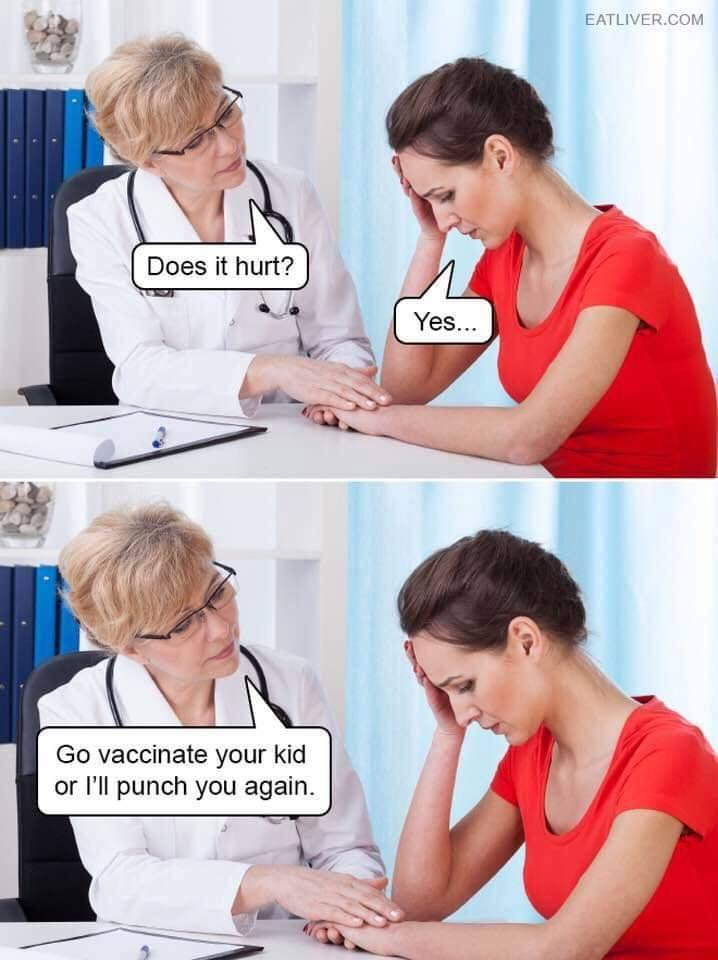 EATLIVER.COM
Does it hurt?
Yes...
Go vaccinate your kid
or I'll punch you again.